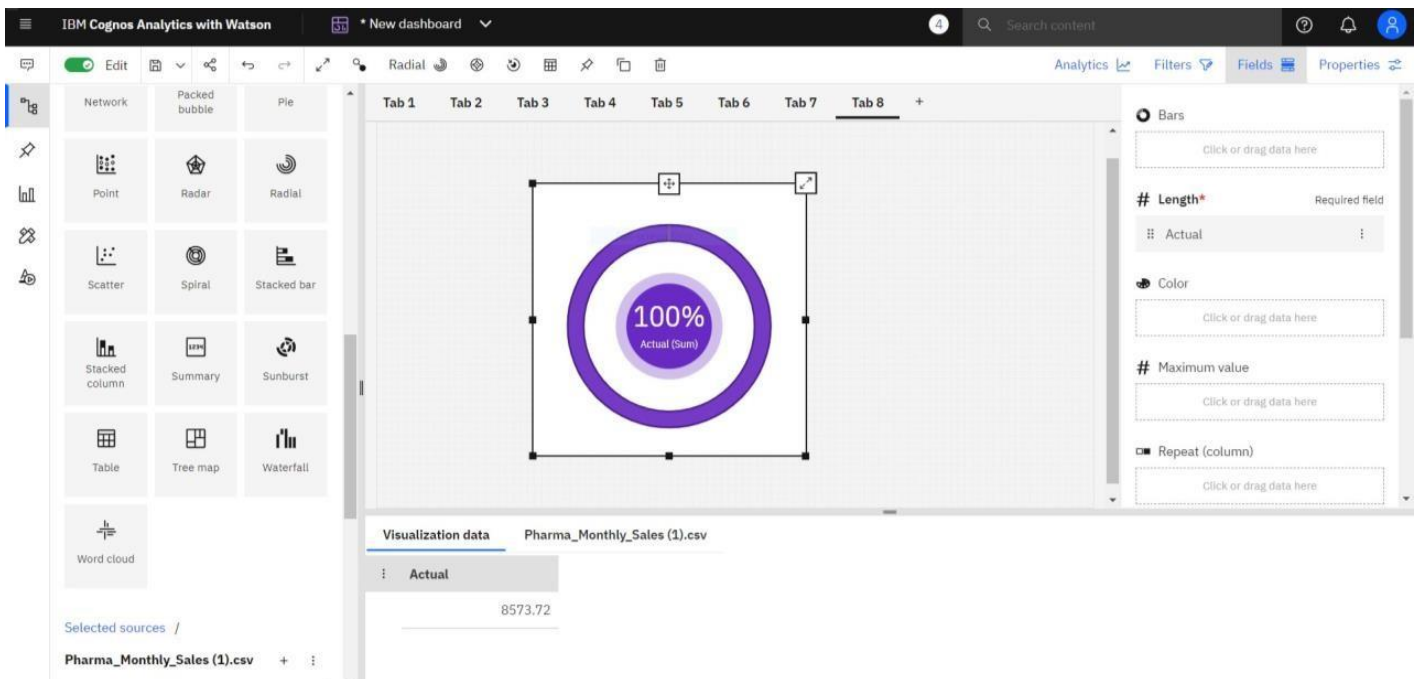 IBM Cognos Analytics with Watson
* New dashboard
4
Search content
Edit
Radial
Analytics
Filters
Fields
Properties
Network
Packed
bubble
Pie
Point
Radar
Radial
Scatter
Spiral
Stacked bar
Stacked
column
1234
Summary
Sunburst
Table
Tree map
Waterfall
Word cloud
Selected sources /
Pharma_Monthly_Sales (1).csv
Tab 1
Tab 2
Tab 3
Tab 4
Tab 5
Tab 6
Tab 7
Tab 8
+
100%
Actual (Sum)
Bars
Click or drag data here
# Length*
Required field
Actual
Color
Click or drag data here
# Maximum value
Click or drag data here
Repeat (column)
Click or drag data here
Visualization data
Pharma_Monthly_Sales (1).csv
Actual
8573.72